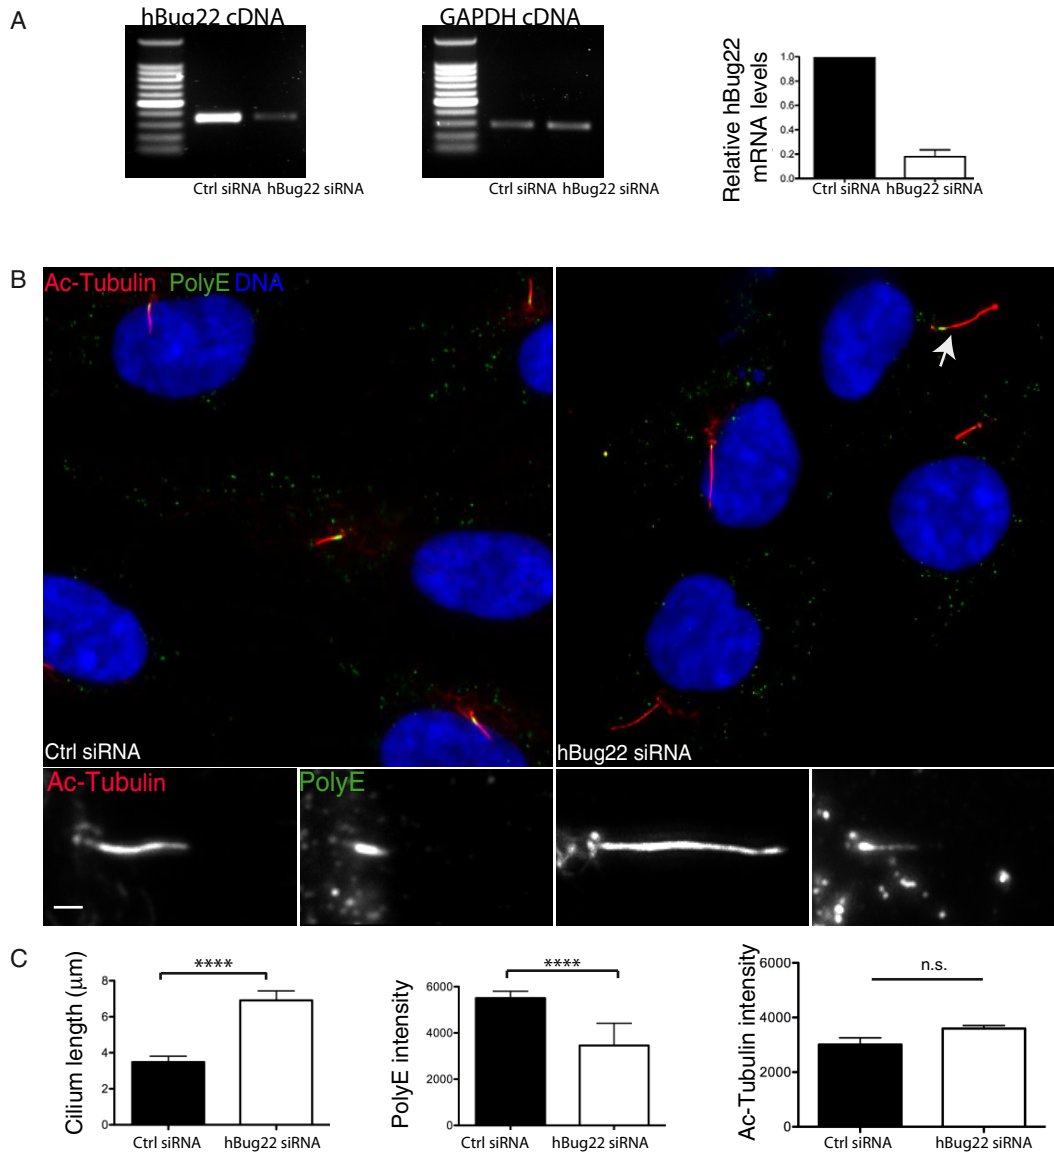 A
hBug22 cDNA
GAPDH cDNA
Ctrl siRNA hBug22 siRNA
Ctrl siRNA hBug22 siRNA
Relative hBug22
mRNA levels
1.0
0.8
0.6
0.4
0.2
0.0
Ctrl siRNA hBug22 siRNA
B
Ac-Tubulin PolyE DNA
Ctrl siRNA
hBug22 siRNA
Ac-Tubulin
PolyE
C
Cilium length (μm)
8
6
4
2
0
****
Ctrl siRNA hBug22 siRNA
PolyE intensity
6000
4000
2000
0
****
Ctrl siRNA hBug22 siRNA
Ac-Tubulin intensity
6000
4000
2000
0
n.s.
Ctrl siRNA hBug22 siRNA